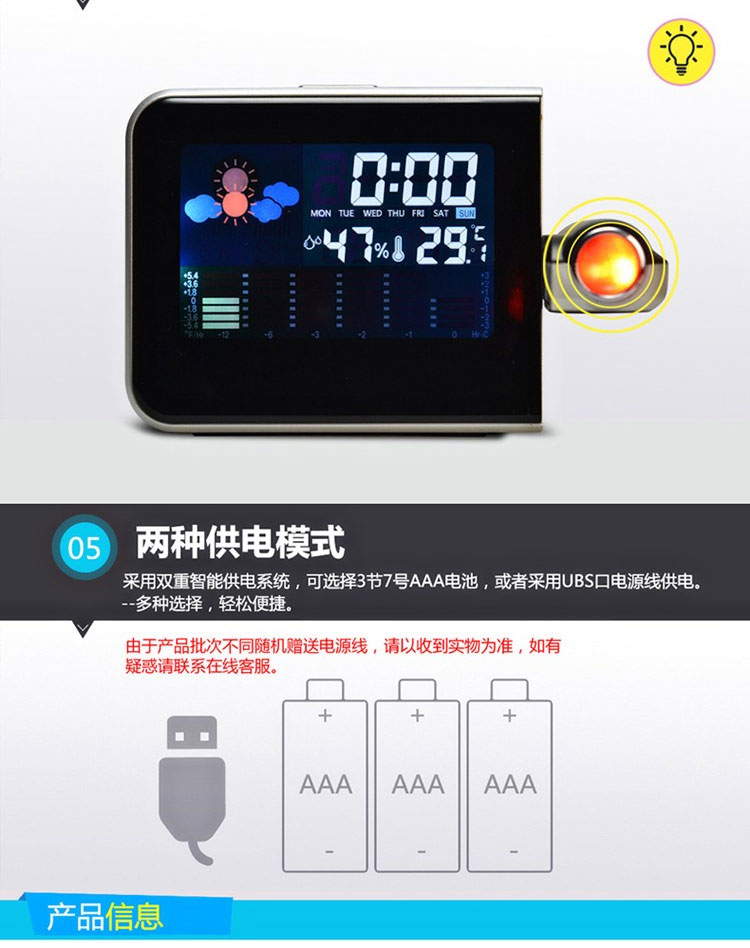 0:00
MON TUE WED THU FRI SAT SUN
47% 29.1 °C
+5.4
+3.6
+1.8
0
-1.8
-3.6
-5.4
°F/Hr -12 -6 -3 -2 -1 0 Hr°C
05
两种供电模式
采用双重智能供电系统，可选择3节7号AAA电池，或者采用UBS口电源线供电。
--多种选择，轻松便捷。
由于产品批次不同随机赠送电源线，请以收到实物为准，如有
疑惑请联系在线客服。
+ + +
AAA AAA AAA
- - -
产品信息